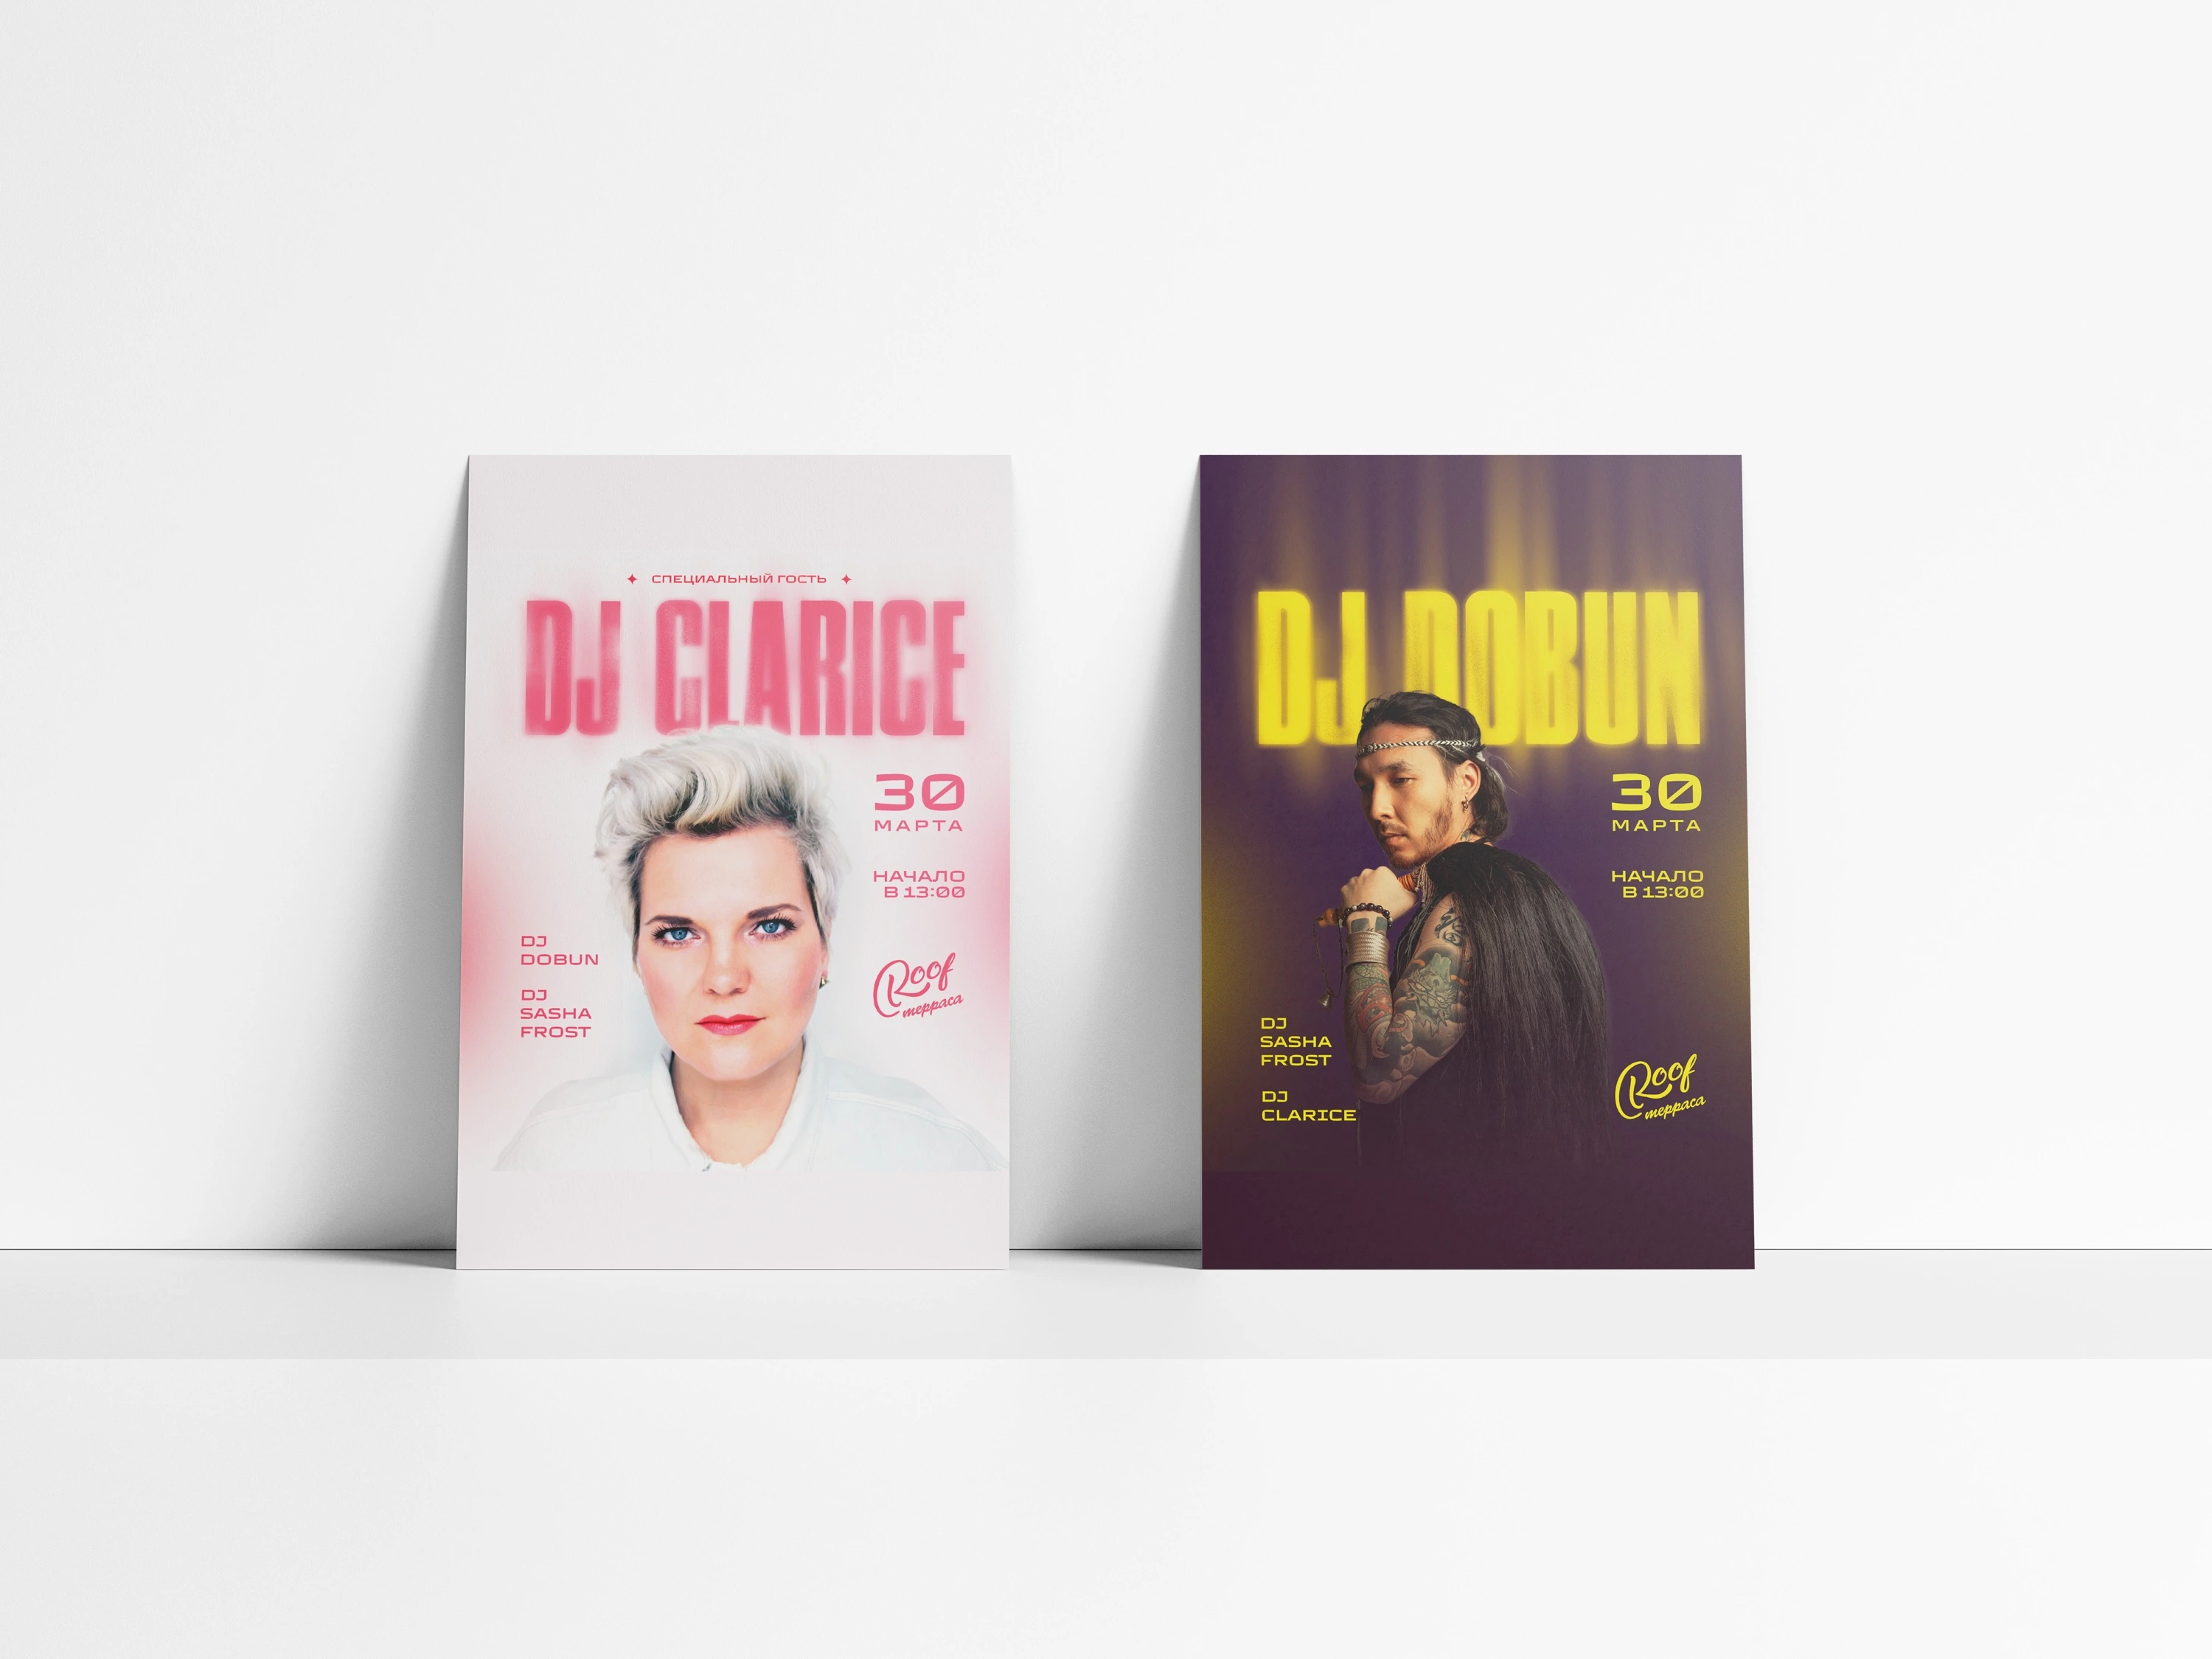 СПЕЦИАЛЬНЫЙ ГОСТЬ
DJ CLARICE
30
МАРТА
НАЧАЛО
В 13:00
DJ
DOBUN
DJ
SASHA
FROST
Roof
терраса
DJ DOBUN
30
МАРТА
НАЧАЛО
В 13:00
DJ
SASHA
FROST
DJ
CLARICE
Roof
терраса